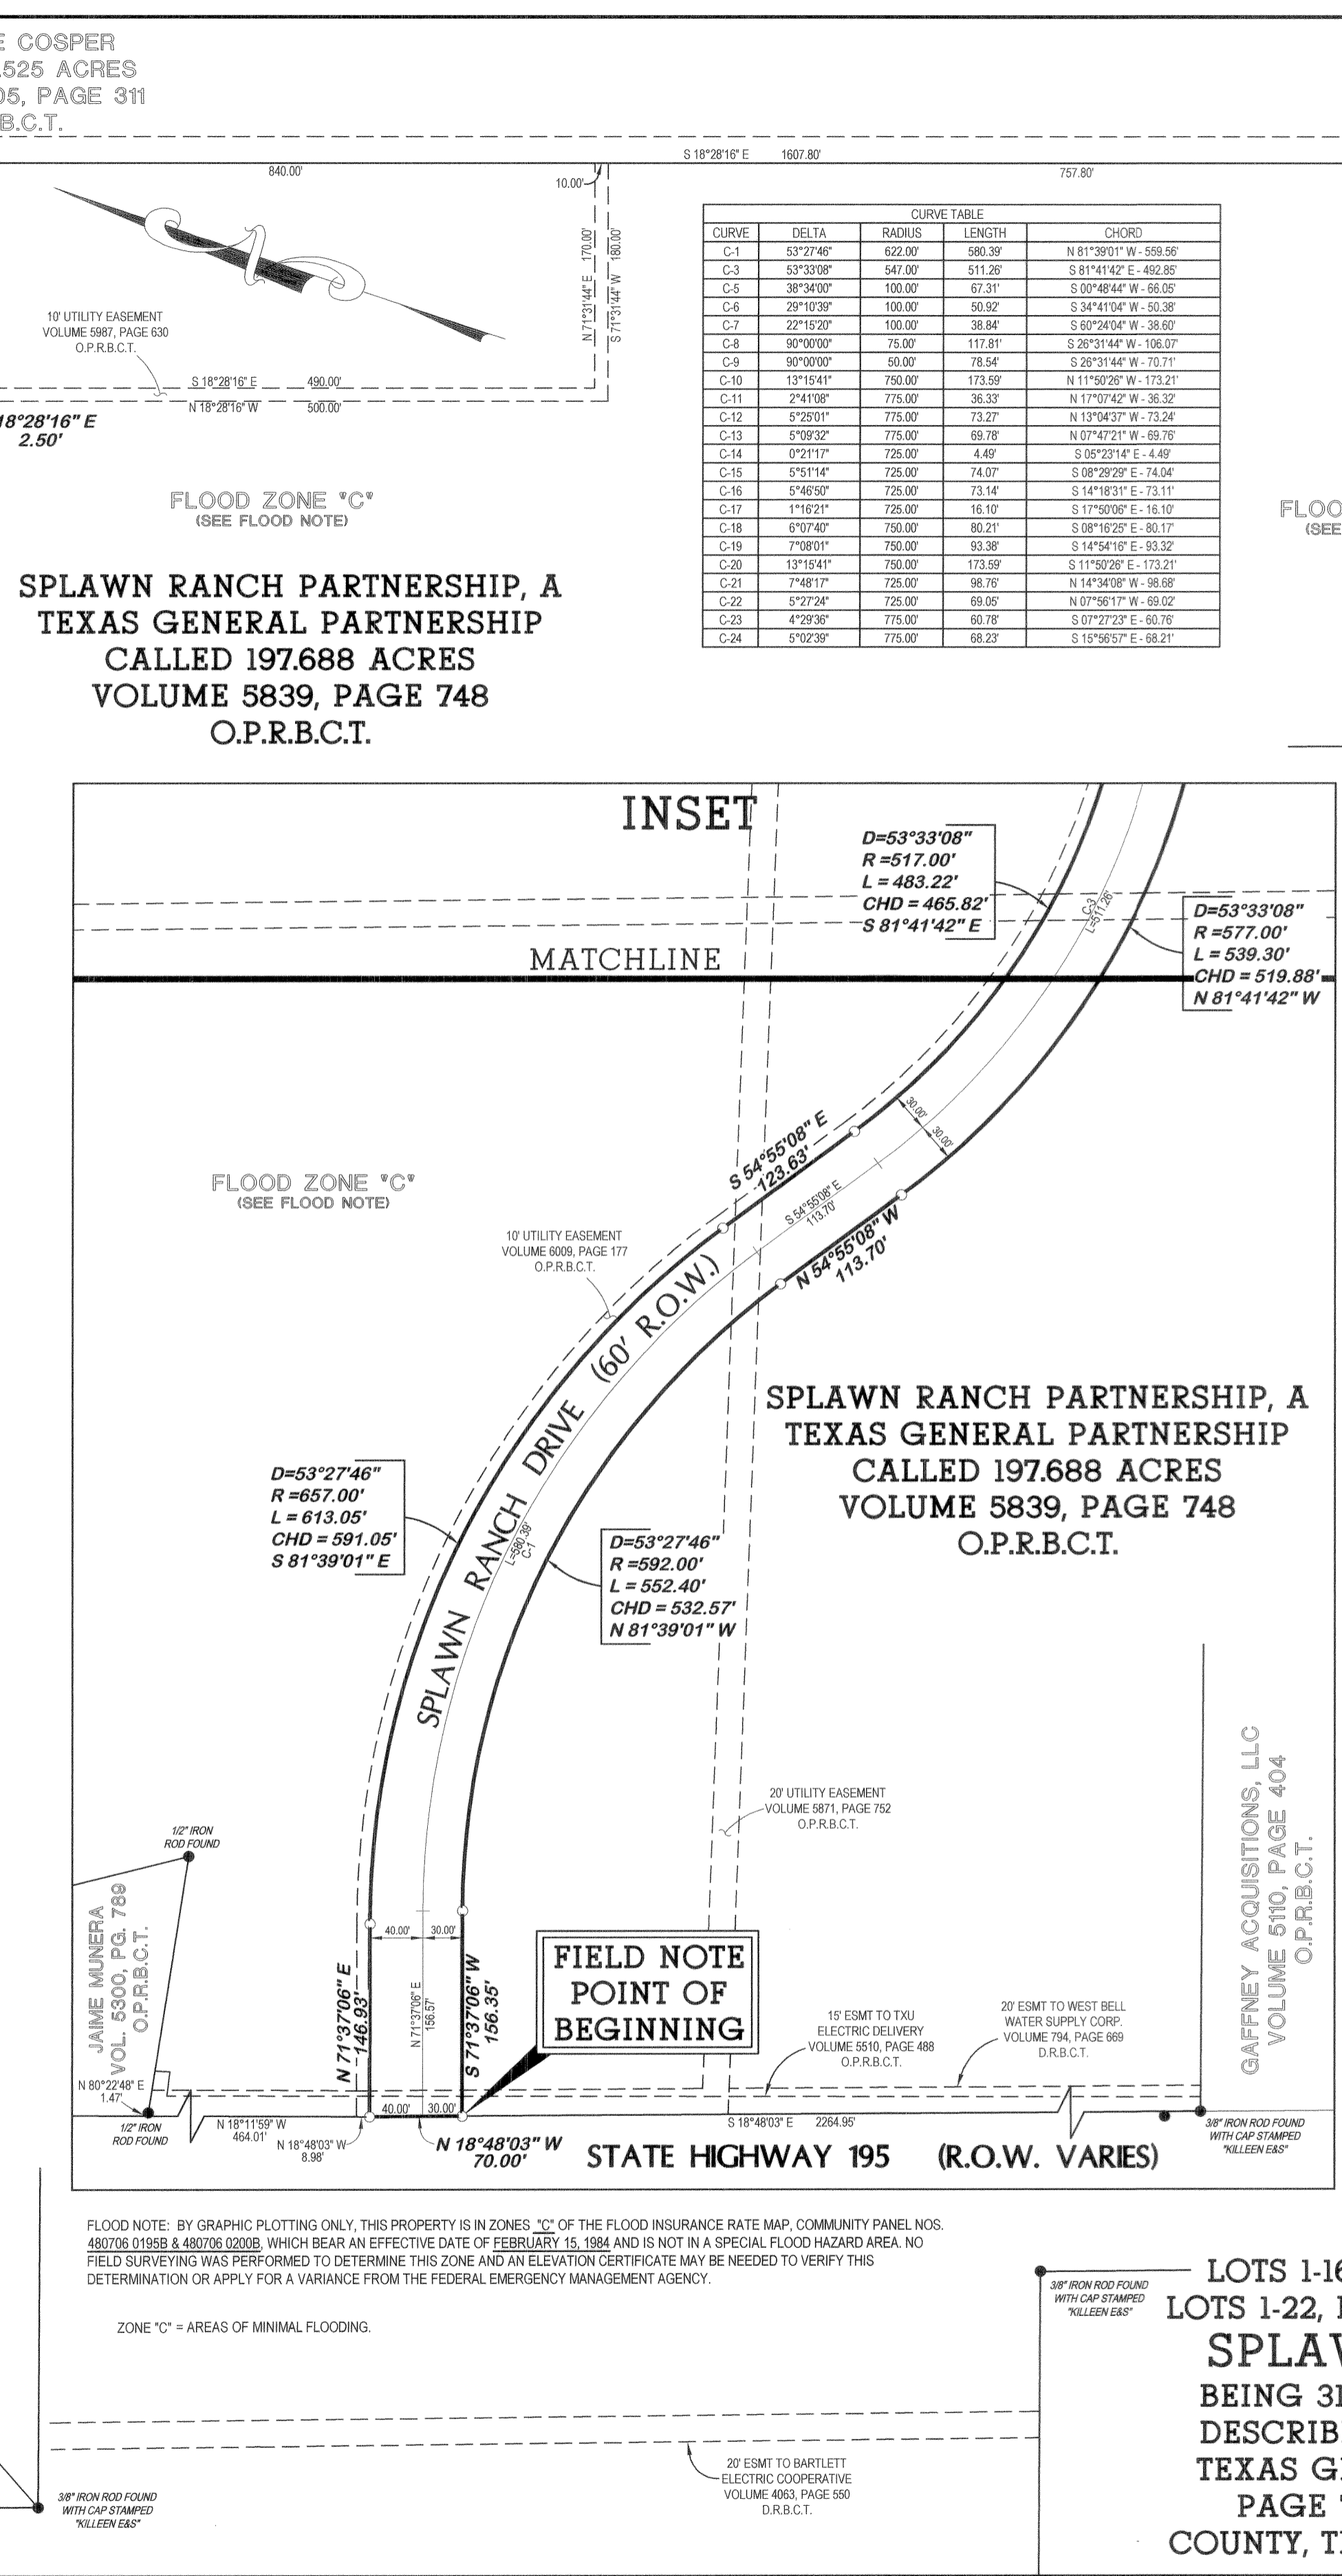 E COSPER
.525 ACRES
05, PAGE 311
B.C.T.
S 18°28'16" E 1607.80'
840.00'
10.00'
757.80'
N 71°31'44" E 170.00'
S 71°31'44" W 180.00'
10' UTILITY EASEMENT
VOLUME 5987, PAGE 630
O.P.R.B.C.T.
S 18°28'16" E 490.00'
N 18°28'16" W 500.00'
18°28'16" E
2.50'
CURVE TABLE
CURVE DELTA RADIUS LENGTH CHORD
C-1 53°27'46" 622.00' 580.39' N 81°39'01" W - 559.56'
C-3 53°33'08" 547.00' 511.26' S 81°41'42" E - 492.85'
C-5 38°34'00" 100.00' 67.31' S 00°48'44" W - 66.05'
C-6 29°10'39" 100.00' 50.92' S 34°41'04" W - 50.38'
C-7 22°15'20" 100.00' 38.84' S 60°24'04" W - 38.60'
C-8 90°00'00" 75.00' 117.81' S 26°31'44" W - 106.07'
C-9 90°00'00" 50.00' 78.54' S 26°31'44" W - 70.71'
C-10 13°15'41" 750.00' 173.59' N 11°50'26" W - 173.21'
C-11 2°41'08" 775.00' 36.33' N 17°07'42" W - 36.32'
C-12 5°25'01" 775.00' 73.27' N 13°04'37" W - 73.24'
C-13 5°09'32" 775.00' 69.78' N 07°47'21" W - 69.76'
C-14 0°21'17" 725.00' 4.49' S 05°23'14" E - 4.49'
C-15 5°51'14" 725.00' 74.07' S 08°29'29" E - 74.04'
C-16 5°46'50" 725.00' 73.14' S 14°18'31" E - 73.11'
C-17 1°16'21" 725.00' 16.10' S 17°50'06" E - 16.10'
C-18 6°07'40" 750.00' 80.21' S 08°16'25" E - 80.17'
C-19 7°08'01" 750.00' 93.38' S 14°54'16" E - 93.32'
C-20 13°15'41" 750.00' 173.59' S 11°50'26" E - 173.21'
C-21 7°48'17" 725.00' 98.76' N 14°34'08" W - 98.68'
C-22 5°27'24" 725.00' 69.05' N 07°56'17" W - 69.02'
C-23 4°29'36" 775.00' 60.78' S 07°27'23" E - 60.76'
C-24 5°02'39" 775.00' 68.23' S 15°56'57" E - 68.21'
FLOOD ZONE "C"
(SEE FLOOD NOTE)
FLOO
(SEE
SPLAWN RANCH PARTNERSHIP, A
TEXAS GENERAL PARTNERSHIP
CALLED 197.688 ACRES
VOLUME 5839, PAGE 748
O.P.R.B.C.T.
INSET
D=53°33'08"
R =517.00'
L = 483.22'
CHD = 465.82'
S 81°41'42" E
C-3
L=511.26'
D=53°33'08"
R =577.00'
L = 539.30'
CHD = 519.88'
N 81°41'42" W
MATCHLINE
30.00'
30.00'
S 54°55'08" E
123.63'
S 54°55'08" E
113.70'
N 54°55'08" W
113.70'
FLOOD ZONE "C"
(SEE FLOOD NOTE)
10' UTILITY EASEMENT
VOLUME 6009, PAGE 177
O.P.R.B.C.T.
SPLAWN RANCH DRIVE (60' R.O.W.)
L=580.39'
C-1
SPLAWN RANCH PARTNERSHIP, A
TEXAS GENERAL PARTNERSHIP
CALLED 197.688 ACRES
VOLUME 5839, PAGE 748
O.P.R.B.C.T.
D=53°27'46"
R =657.00'
L = 613.05'
CHD = 591.05'
S 81°39'01" E
D=53°27'46"
R =592.00'
L = 552.40'
CHD = 532.57'
N 81°39'01" W
20' UTILITY EASEMENT
VOLUME 5871, PAGE 752
O.P.R.B.C.T.
GAFFNEY ACQUISITIONS, LLC
VOLUME 5110, PAGE 404
O.P.R.B.C.T.
1/2" IRON
ROD FOUND
JAIME MUNERA
VOL. 5300, PG. 789
O.P.R.B.C.T.
N 80°22'48" E
1.47'
1/2" IRON
ROD FOUND
40.00' 30.00'
N 71°37'06" E
146.93'
N 71°37'06" E
156.57'
S 71°37'06" W
156.35'
FIELD NOTE
POINT OF
BEGINNING
15' ESMT TO TXU
ELECTRIC DELIVERY
VOLUME 5510, PAGE 488
O.P.R.B.C.T.
20' ESMT TO WEST BELL
WATER SUPPLY CORP.
VOLUME 794, PAGE 669
D.R.B.C.T.
40.00' 30.00'
N 18°11'59" W
464.01'
N 18°48'03" W
8.98'
N 18°48'03" W
70.00'
S 18°48'03" E 2264.95'
STATE HIGHWAY 195 (R.O.W. VARIES)
3/8" IRON ROD FOUND
WITH CAP STAMPED
"KILLEEN E&S"
FLOOD NOTE: BY GRAPHIC PLOTTING ONLY, THIS PROPERTY IS IN ZONES "C" OF THE FLOOD INSURANCE RATE MAP, COMMUNITY PANEL NOS.
480706 0195B & 480706 0200B, WHICH BEAR AN EFFECTIVE DATE OF FEBRUARY 15, 1984 AND IS NOT IN A SPECIAL FLOOD HAZARD AREA. NO
FIELD SURVEYING WAS PERFORMED TO DETERMINE THIS ZONE AND AN ELEVATION CERTIFICATE MAY BE NEEDED TO VERIFY THIS
DETERMINATION OR APPLY FOR A VARIANCE FROM THE FEDERAL EMERGENCY MANAGEMENT AGENCY.
ZONE "C" = AREAS OF MINIMAL FLOODING.
3/8" IRON ROD FOUND
WITH CAP STAMPED
"KILLEEN E&S"
LOTS 1-16
LOTS 1-22,
SPLAW
BEING 31
DESCRIB
TEXAS G
PAGE
COUNTY, T
20' ESMT TO BARTLETT
ELECTRIC COOPERATIVE
VOLUME 4063, PAGE 550
D.R.B.C.T.
3/8" IRON ROD FOUND
WITH CAP STAMPED
"KILLEEN E&S"